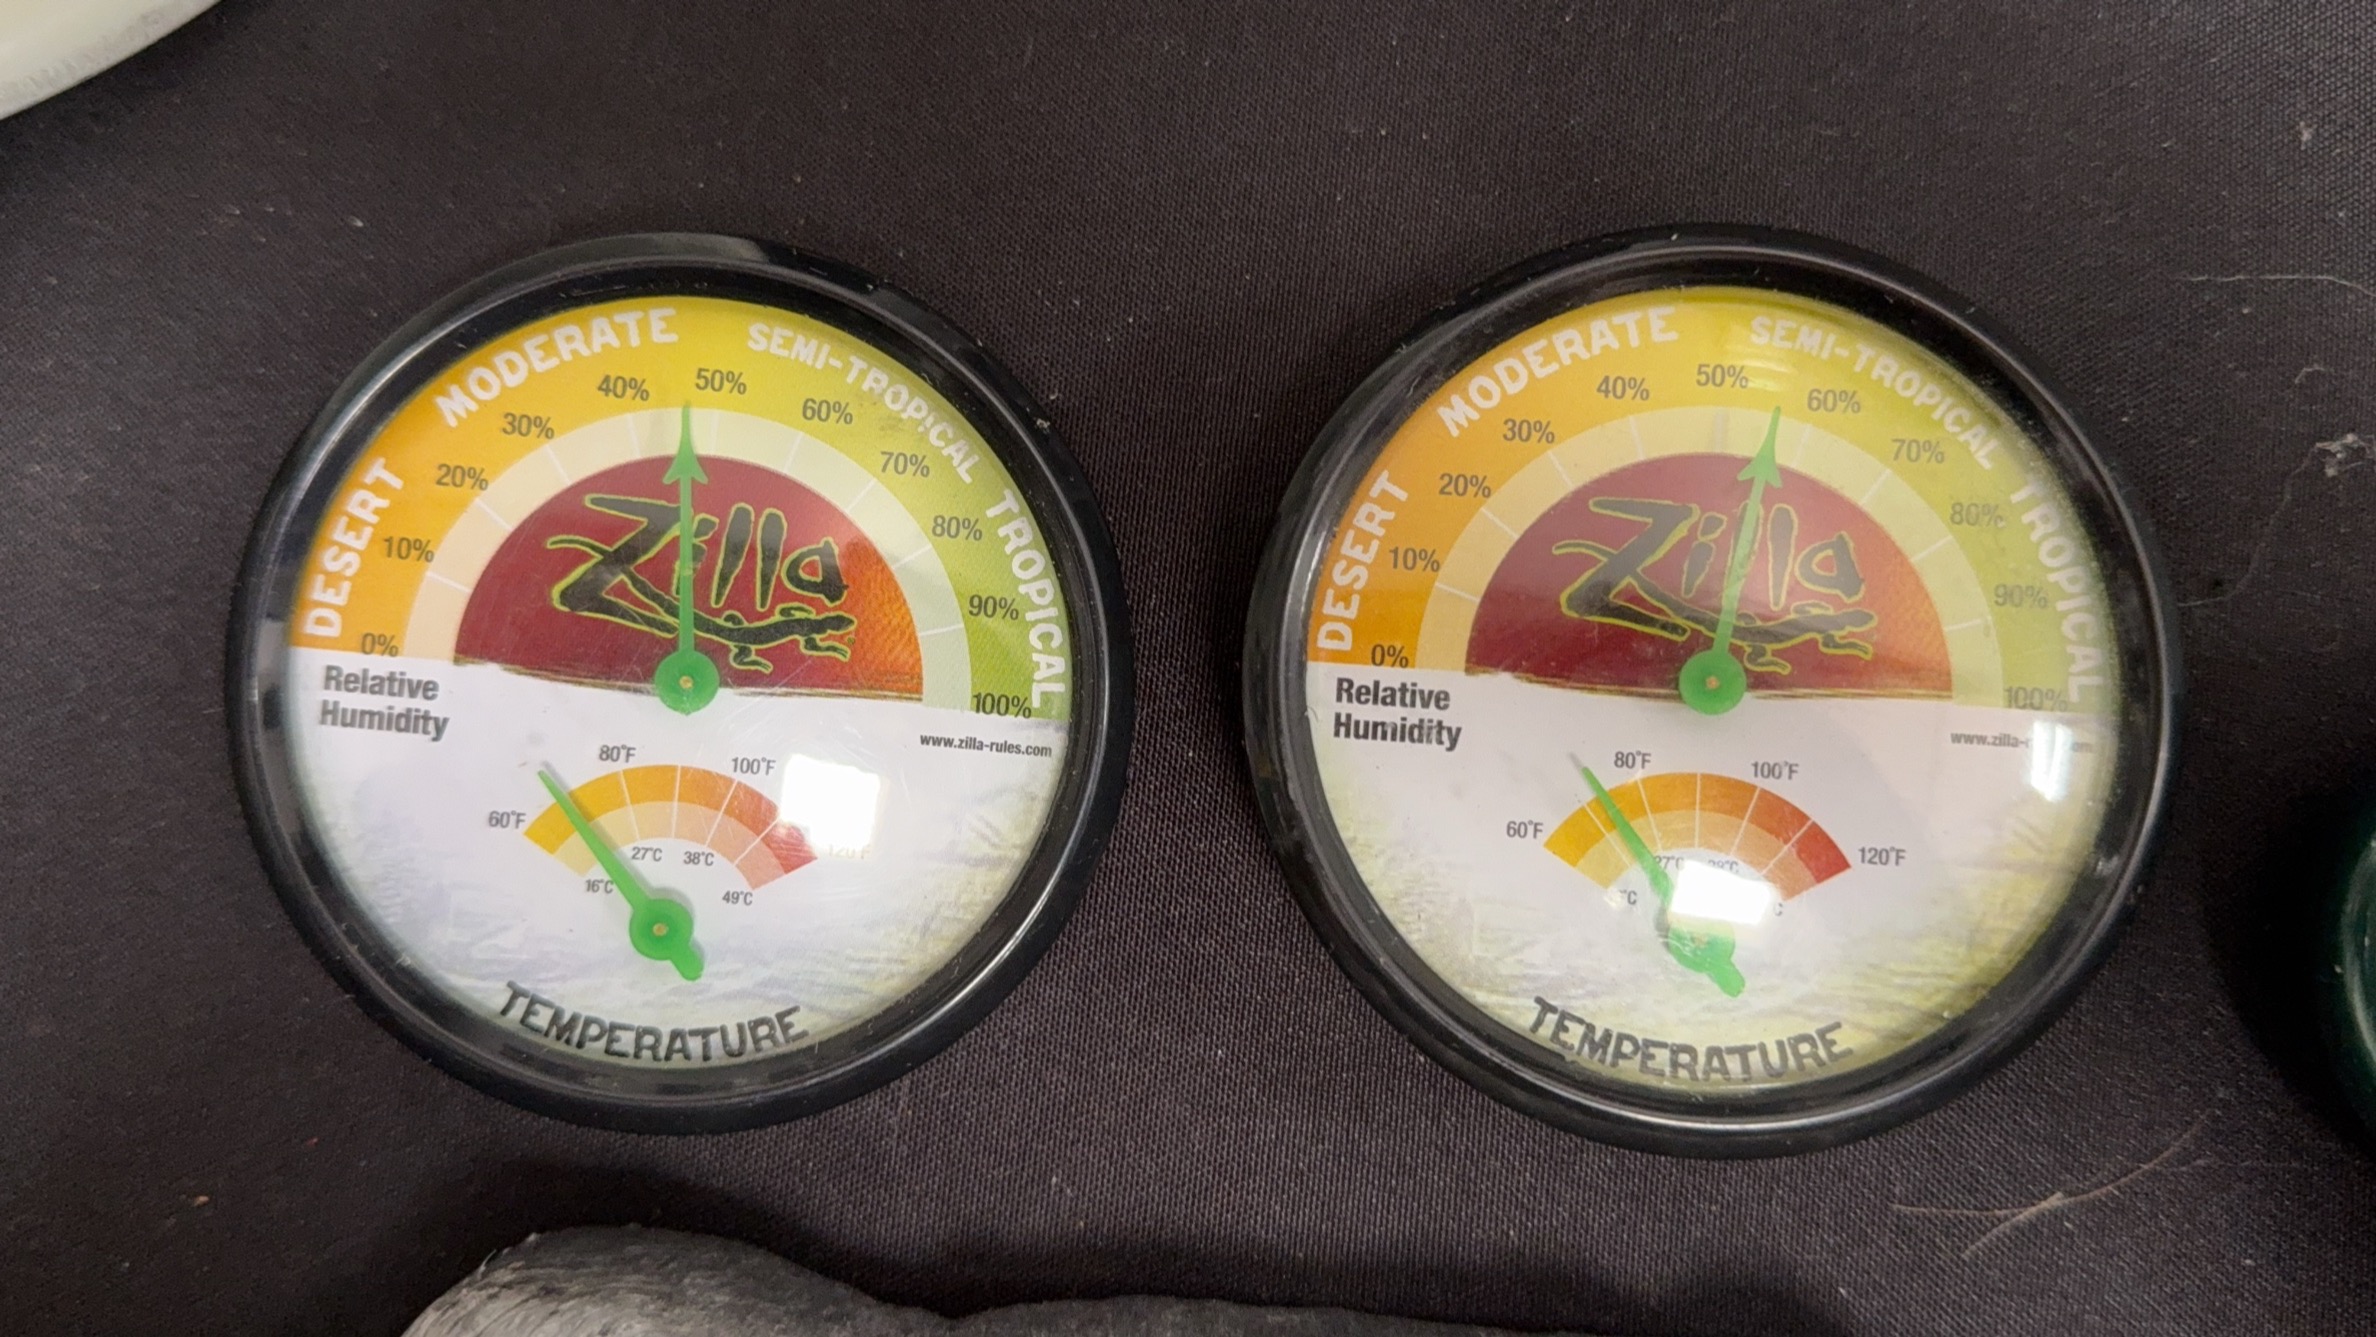 MODERATE
SEMI-TROPICAL
DESERT
TROPICAL
0%
10%
20%
30%
40%
50%
60%
70%
80%
90%
100%
Zilla
Relative
Humidity
www.zilla-rules.com
60°F
80°F
100°F
120°F
16°C
27°C
38°C
49°C
TEMPERATURE
MODERATE
SEMI-TROPICAL
DESERT
TROPICAL
0%
10%
20%
30%
40%
50%
60%
70%
80%
90%
100%
Zilla
Relative
Humidity
60°F
80°F
100°F
120°F
27°C
TEMPERATURE